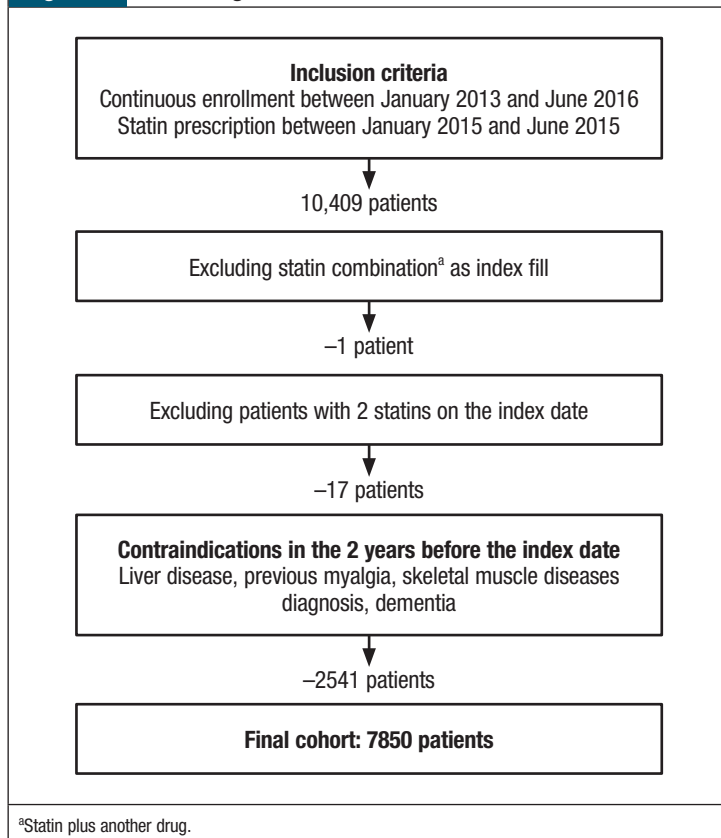 Inclusion criteria
Continuous enrollment between January 2013 and June 2016
Statin prescription between January 2015 and June 2015
10,409 patients
Excluding statin combinationa as index fill
–1 patient
Excluding patients with 2 statins on the index date
–17 patients
Contraindications in the 2 years before the index date
Liver disease, previous myalgia, skeletal muscle diseases
diagnosis, dementia
–2541 patients
Final cohort: 7850 patients
aStatin plus another drug.